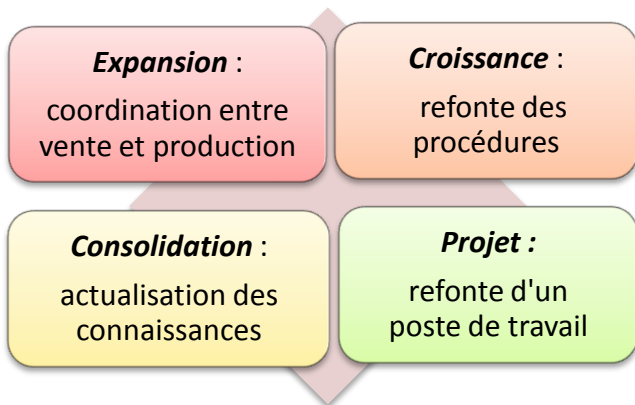 Expansion :
coordination entre
vente et production
Croissance :
refonte des
procédures
Consolidation :
actualisation des
connaissances
Projet :
refonte d'un
poste de travail